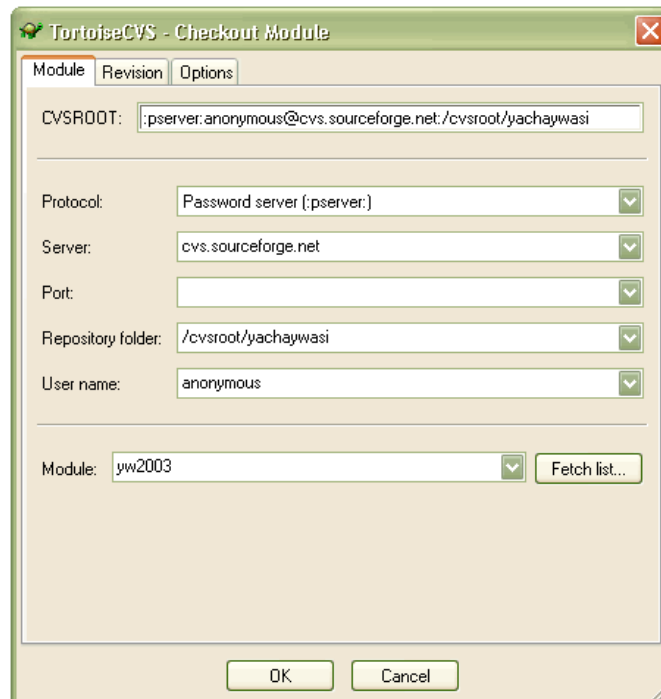 TortoiseCVS - Checkout Module
Module Revision Options
CVSROOT: :pserver:anonymous@cvs.sourceforge.net:/cvsroot/yachaywasi
Protocol: Password server (:pserver:)
Server: cvs.sourceforge.net
Port:
Repository folder: /cvsroot/yachaywasi
User name: anonymous
Module: yw2003 Fetch list...
OK Cancel